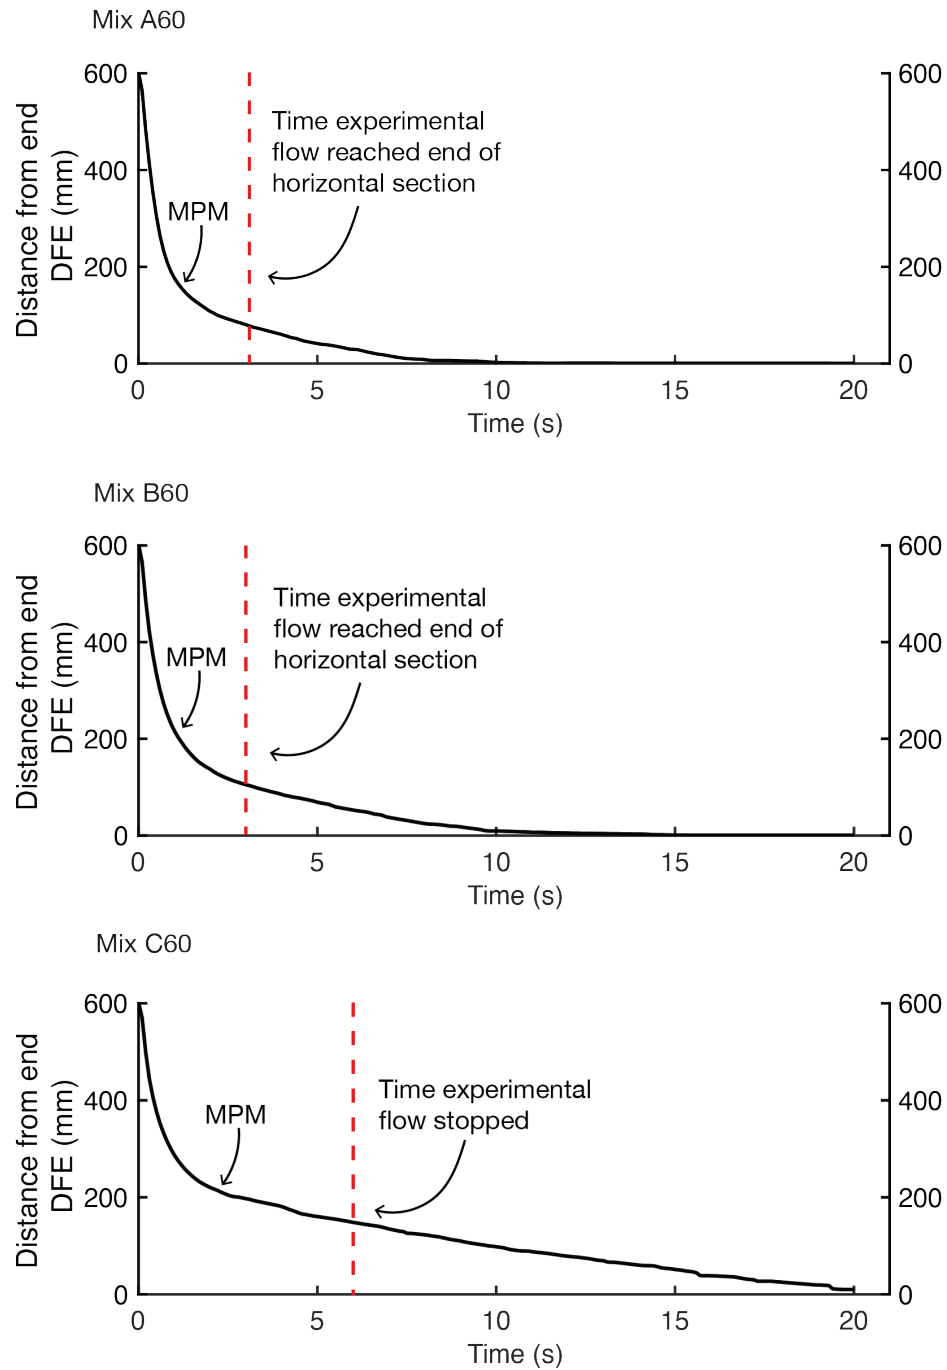 Mix A60
600
600
Time experimental
flow reached end of
horizontal section
400
400
MPM
Distance from end
DFE (mm)
200
200
0
0
0
5
10
15
20
Time (s)
Mix B60
600
600
Time experimental
flow reached end of
horizontal section
400
400
MPM
Distance from end
DFE (mm)
200
200
0
0
0
5
10
15
20
Time (s)
Mix C60
600
600
Time experimental
flow stopped
400
400
MPM
Distance from end
DFE (mm)
200
200
0
0
0
5
10
15
20
Time (s)